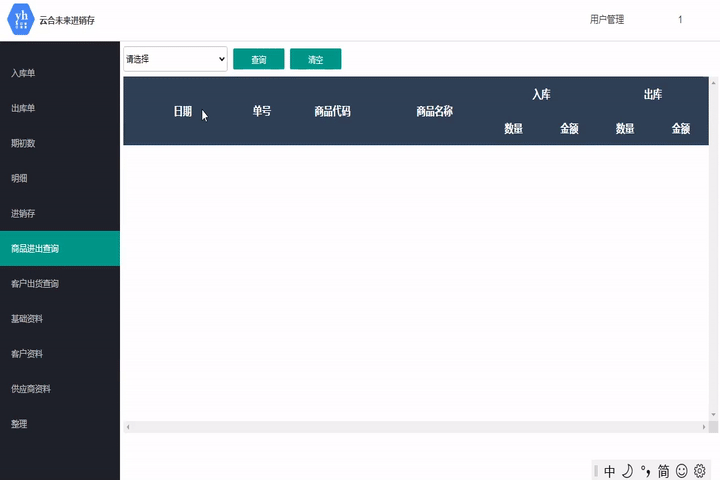 yh 云合未来进销存
用户管理 1
入库单
出库单
期初数
明细
进销存
商品进出查询
客户出货查询
基础资料
客户资料
供应商资料
整理
请选择 查询 清空
日期 单号 商品代码 商品名称 入库 出库
数量 金额 数量 金额
中 简